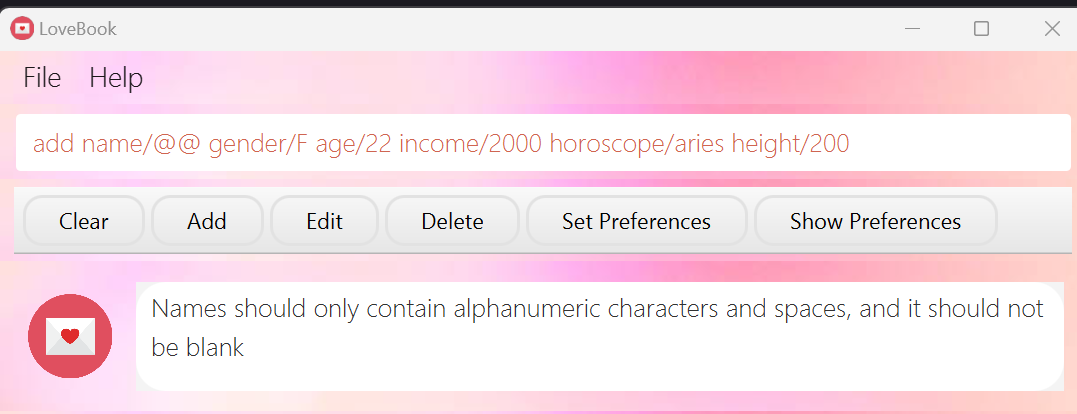 LoveBook
File Help
add name/@@ gender/F age/22 income/2000 horoscope/aries height/200
Clear Add Edit Delete Set Preferences Show Preferences
Names should only contain alphanumeric characters and spaces, and it should not
be blank